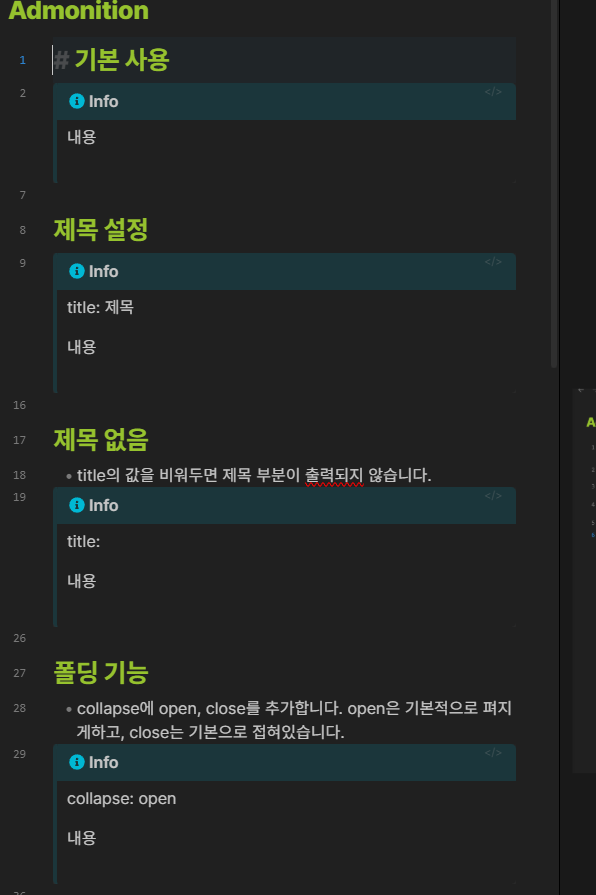 Admonition
1 # 기본 사용
2 Info </>
내용
7
8 제목 설정
9 Info </>
title: 제목
내용
16
17 제목 없음
18 • title의 값을 비워두면 제목 부분이 출력되지 않습니다.
19 Info </>
title:
내용
26
27 폴딩 기능
28 • collapse에 open, close를 추가합니다. open은 기본적으로 펴지
게하고, close는 기본으로 접혀있습니다.
29 Info </>
collapse: open
내용